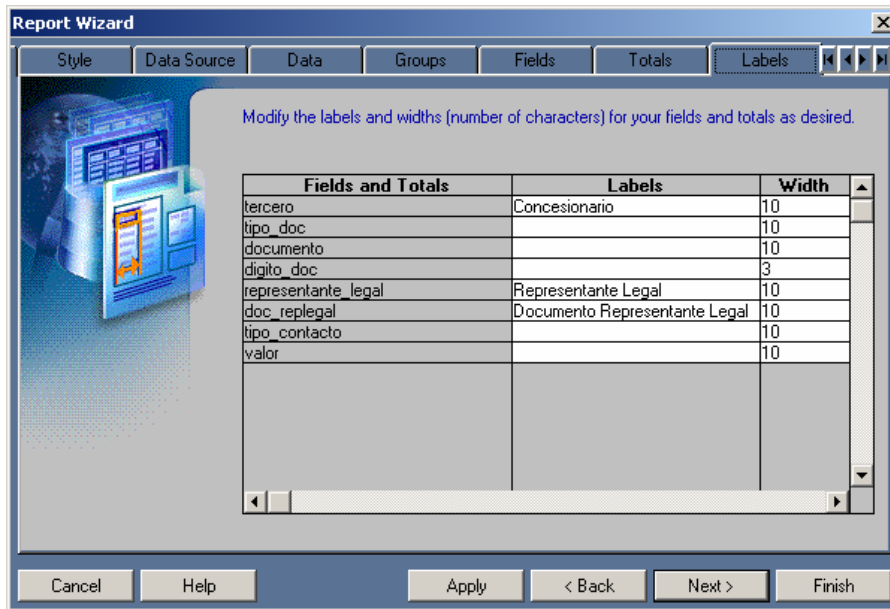 Report Wizard
Style Data Source Data Groups Fields Totals Labels
Modify the labels and widths (number of characters) for your fields and totals as desired.
Fields and Totals Labels Width
tercero Concesionario 10
tipo_doc 10
documento 10
digito_doc 3
representante_legal Representante Legal 10
doc_replegal Documento Representante Legal 10
tipo_contacto 10
valor 10
Cancel Help Apply < Back Next > Finish